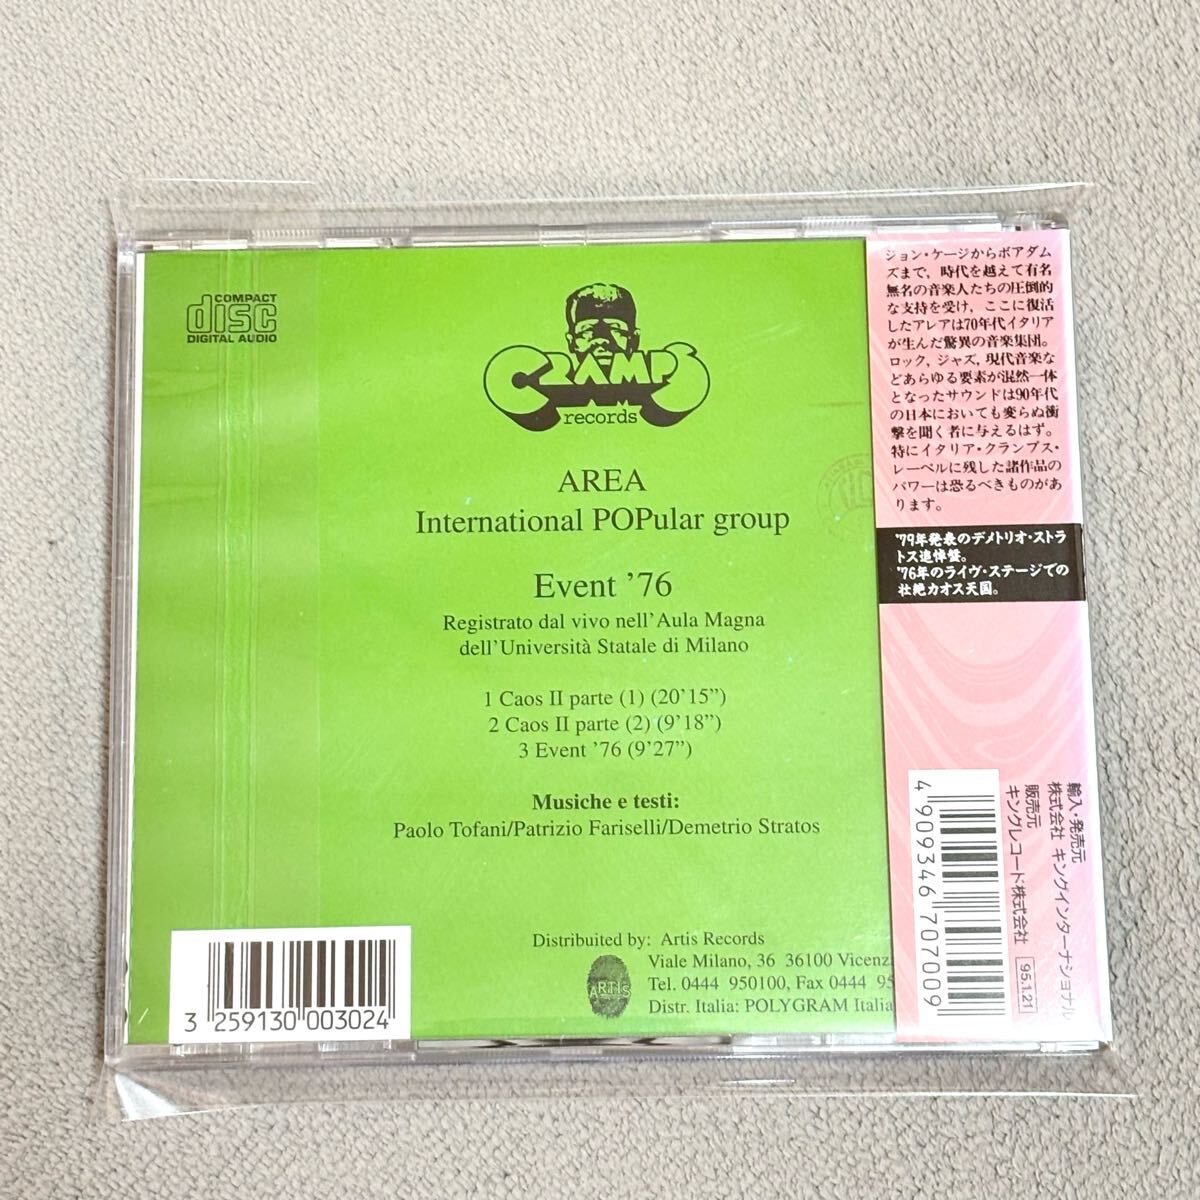 COMPACT
disc
DIGITAL AUDIO
CRAMPS
records
AREA
International POPular group
Event ’76
Registrato dal vivo nell’Aula Magna
dell’Università Statale di Milano
1 Caos II parte (1) (20’15”)
2 Caos II parte (2) (9’18”)
3 Event ’76 (9’27”)
Musiche e testi:
Paolo Tofani/Patrizio Fariselli/Demetrio Stratos
Distribuited by: Artis Records
Viale Milano, 36 36100 Vicenz
Tel. 0444 950100, Fax 0444 95
Distr. Italia: POLYGRAM Italia
ARTIS
3 259130 003024
ジョン・ケージからボアダム
ズまで，時代を越えて有名
無名の音楽人たちの圧倒的
な支持を受け，ここに復活
したアレアは70年代イタリア
が生んだ驚異の音楽集団。
ロック，ジャズ，現代音楽な
どあらゆる要素が混然一体
となったサウンドは90年代
の日本においても変らぬ衝
撃を聞く者に与えるはず。
特にイタリア・クランプス・
レーベルに残した諸作品の
パワーは恐るべきものがあ
ります。
’79年発表のデメトリオ・ストラ
トス追悼盤。
’76年のライヴ・ステージでの
壮絶カオス天国。
輸入・発売元
株式会社 キングインターナショナル
販売元
キングレコード株式会社
95.1.21
4 909346 707009